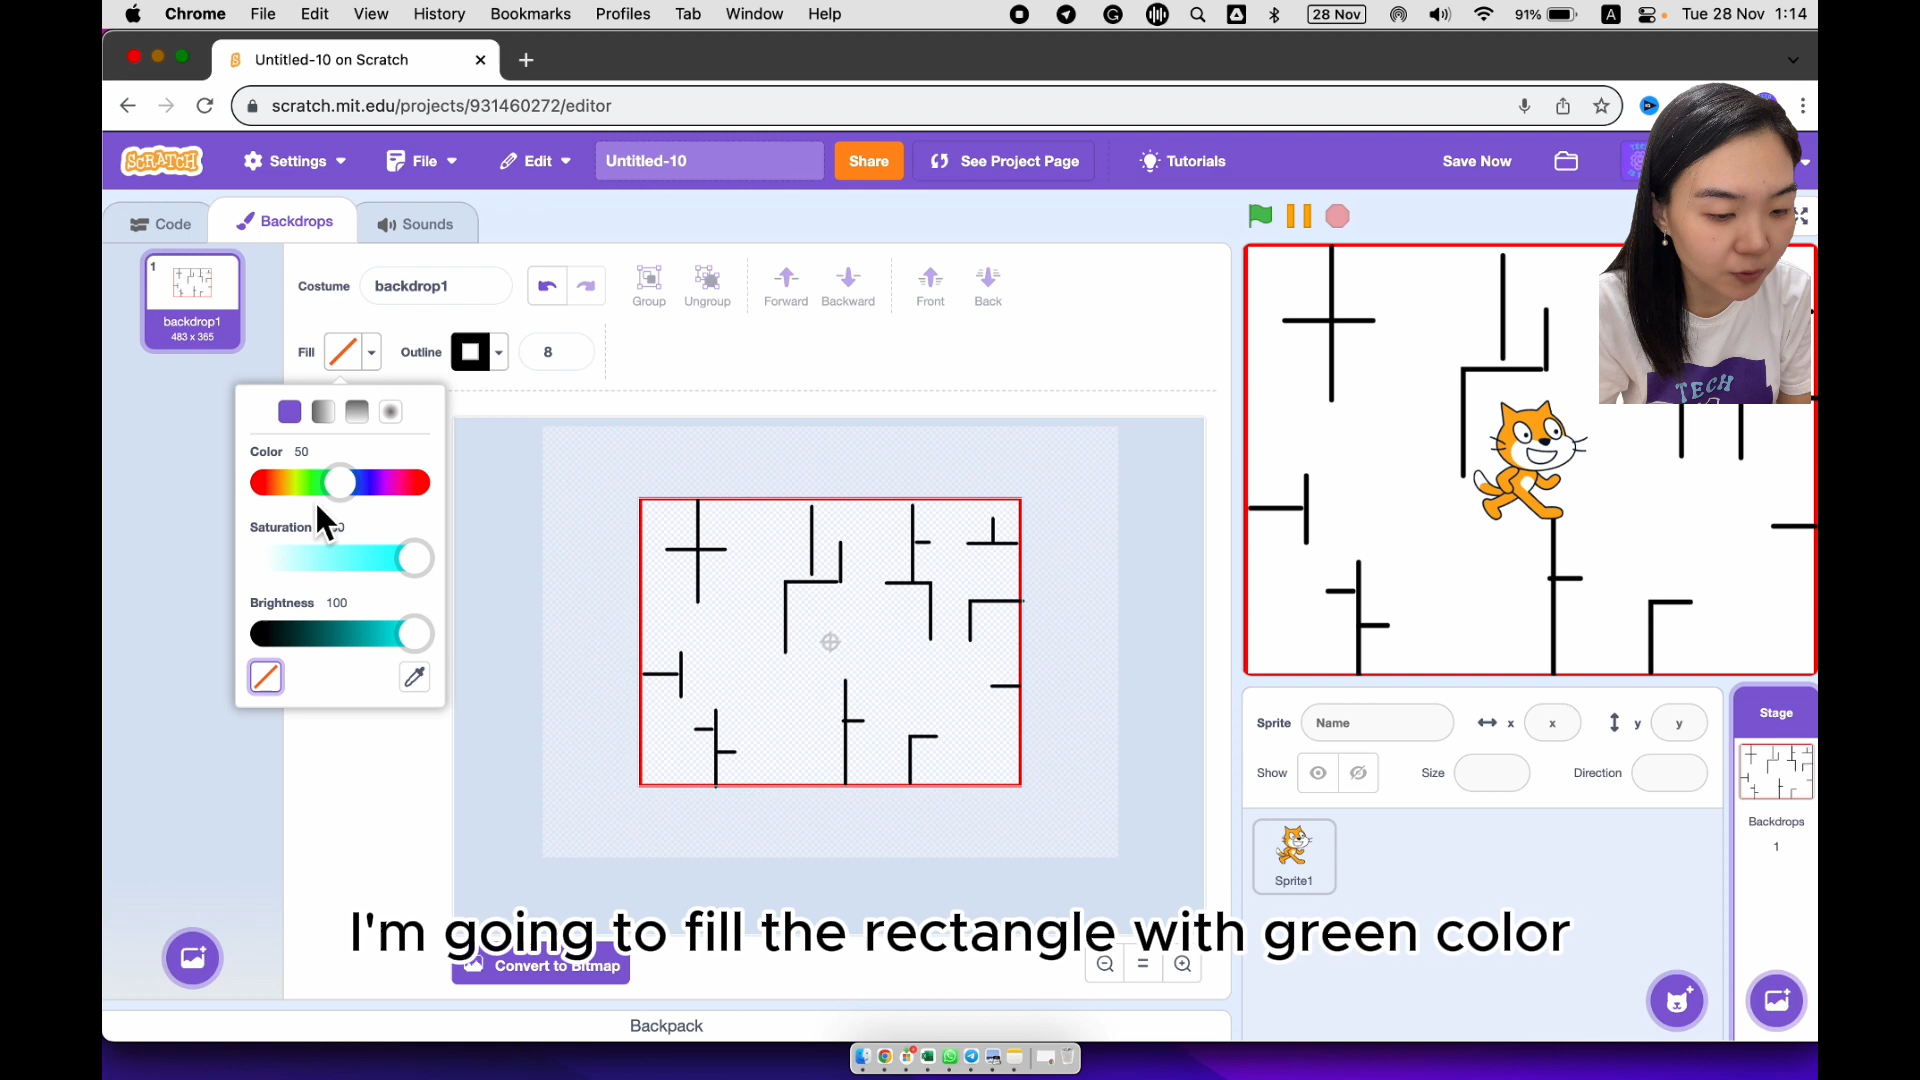 Chrome File Edit View History Bookmarks Profiles Tab Window Help 28 Nov 91% A Tue 28 Nov 1:14
Untitled-10 on Scratch
scratch.mit.edu/projects/931460272/editor
SCRATCH Settings File Edit Untitled-10 Share See Project Page Tutorials Save Now
Code Backdrops Sounds
1
backdrop1
483 x 365
Costume backdrop1 Group Ungroup Forward Backward Front Back
Fill Outline 8
Color 50
Saturation
Brightness 100
TECH
Sprite Name x x y y
Show Size Direction
Sprite1
Stage
Backdrops
1
I'm going to fill the rectangle with green color
Convert to Bitmap
Backpack